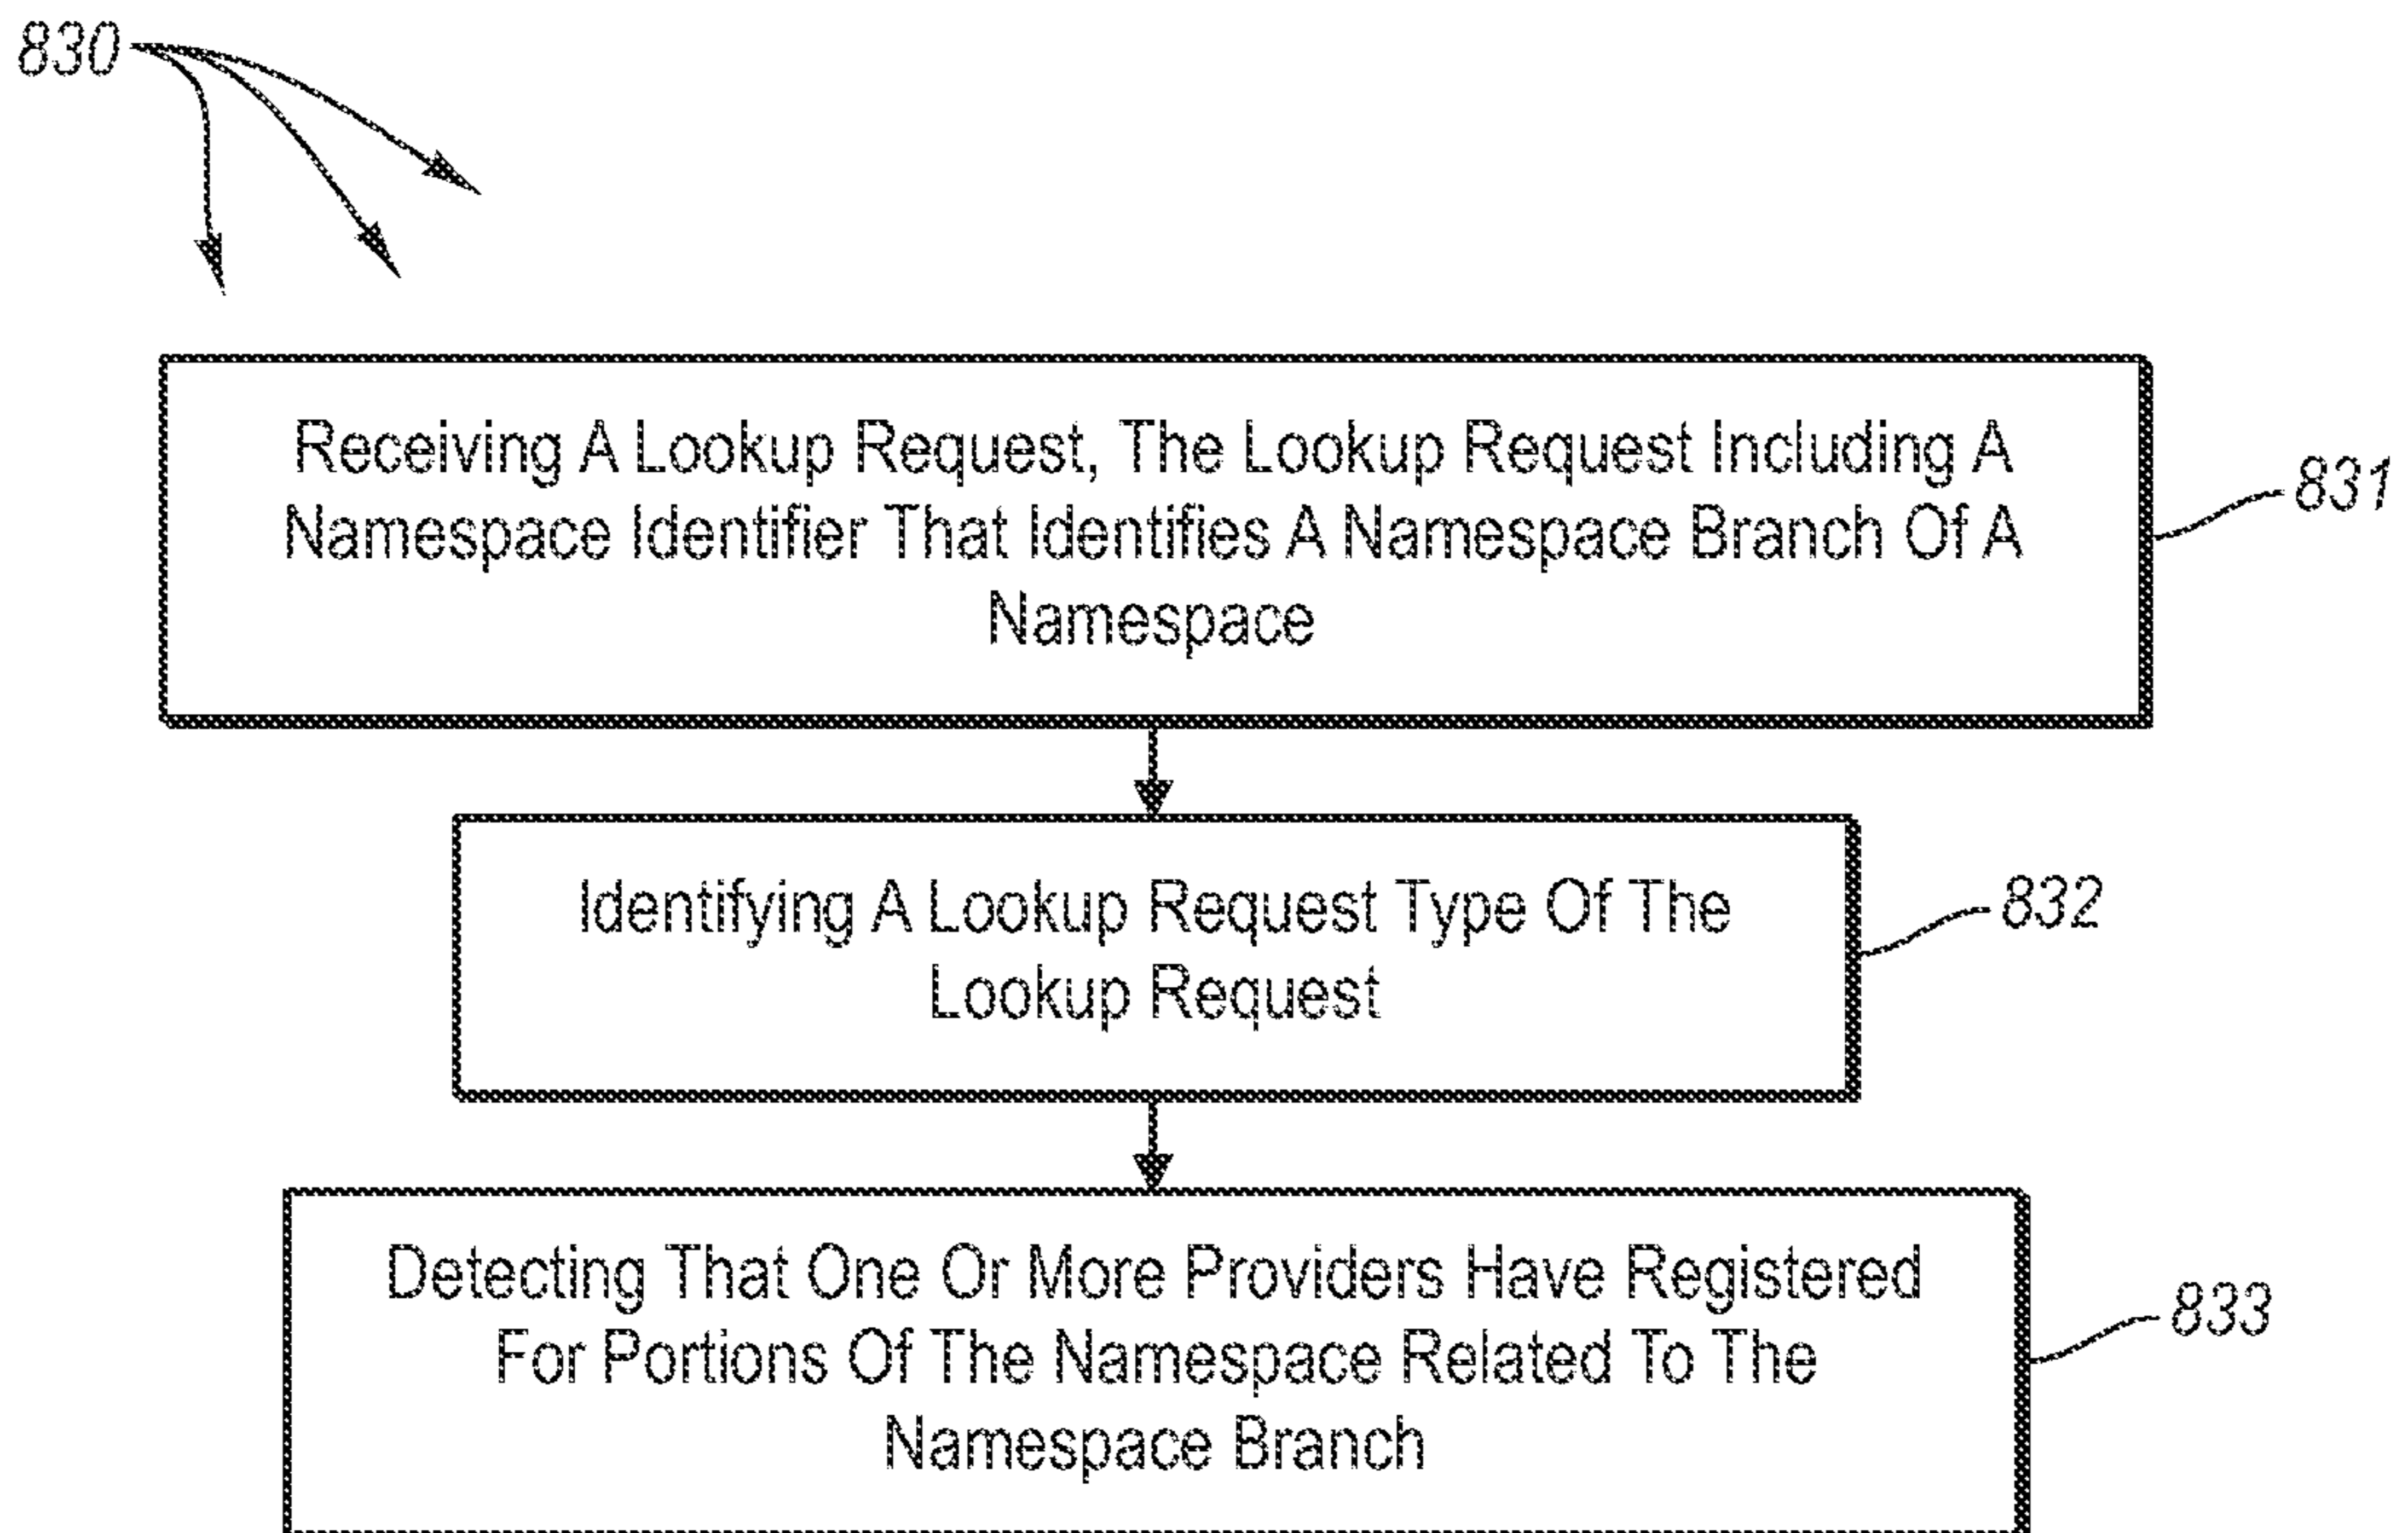 830
Receiving A Lookup Request, The Lookup Request Including A
Namespace Identifier That Identifies A Namespace Branch Of A
Namespace
831
Identifying A Lookup Request Type Of The
Lookup Request
832
Detecting That One Or More Providers Have Registered
For Portions Of The Namespace Related To The
Namespace Branch
833